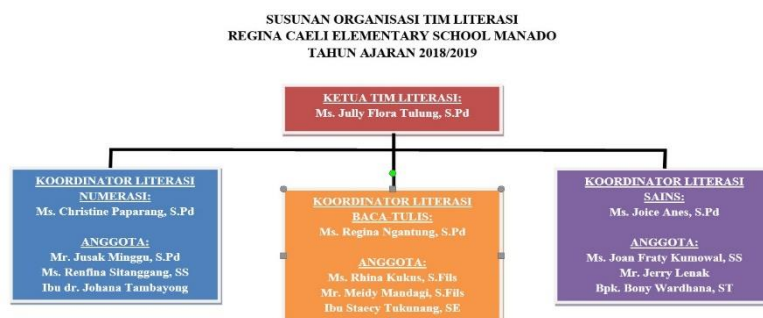 SUSUNAN ORGANISASI TIM LITERASI
REGINA CAELI ELEMENTARY SCHOOL MANADO
TAHUN AJARAN 2018/2019
KETUA TIM LITERASI:
Ms. Jully Flora Tulung, S.Pd
KOORDINATOR LITERASI
NUMERASI:
Ms. Christine Paparang, S.Pd
ANGGOTA:
Mr. Jusak Minggu, S.Pd
Ms. Renfina Sitanggang, SS
Ibu dr. Johana Tambayong
KOORDINATOR LITERASI
BACA-TULIS:
Ms. Regina Ngantung, S.Pd
ANGGOTA:
Ms. Rhina Kukus, S.Fils
Mr. Meidy Mandagi, S.Fils
Ibu Staecy Tukunang, SE
KOORDINATOR LITERASI
SAINS:
Ms. Joice Anes, S.Pd
ANGGOTA:
Ms. Joan Fraty Kumowal, SS
Mr. Jerry Lenak
Bpk. Bony Wardhana, ST